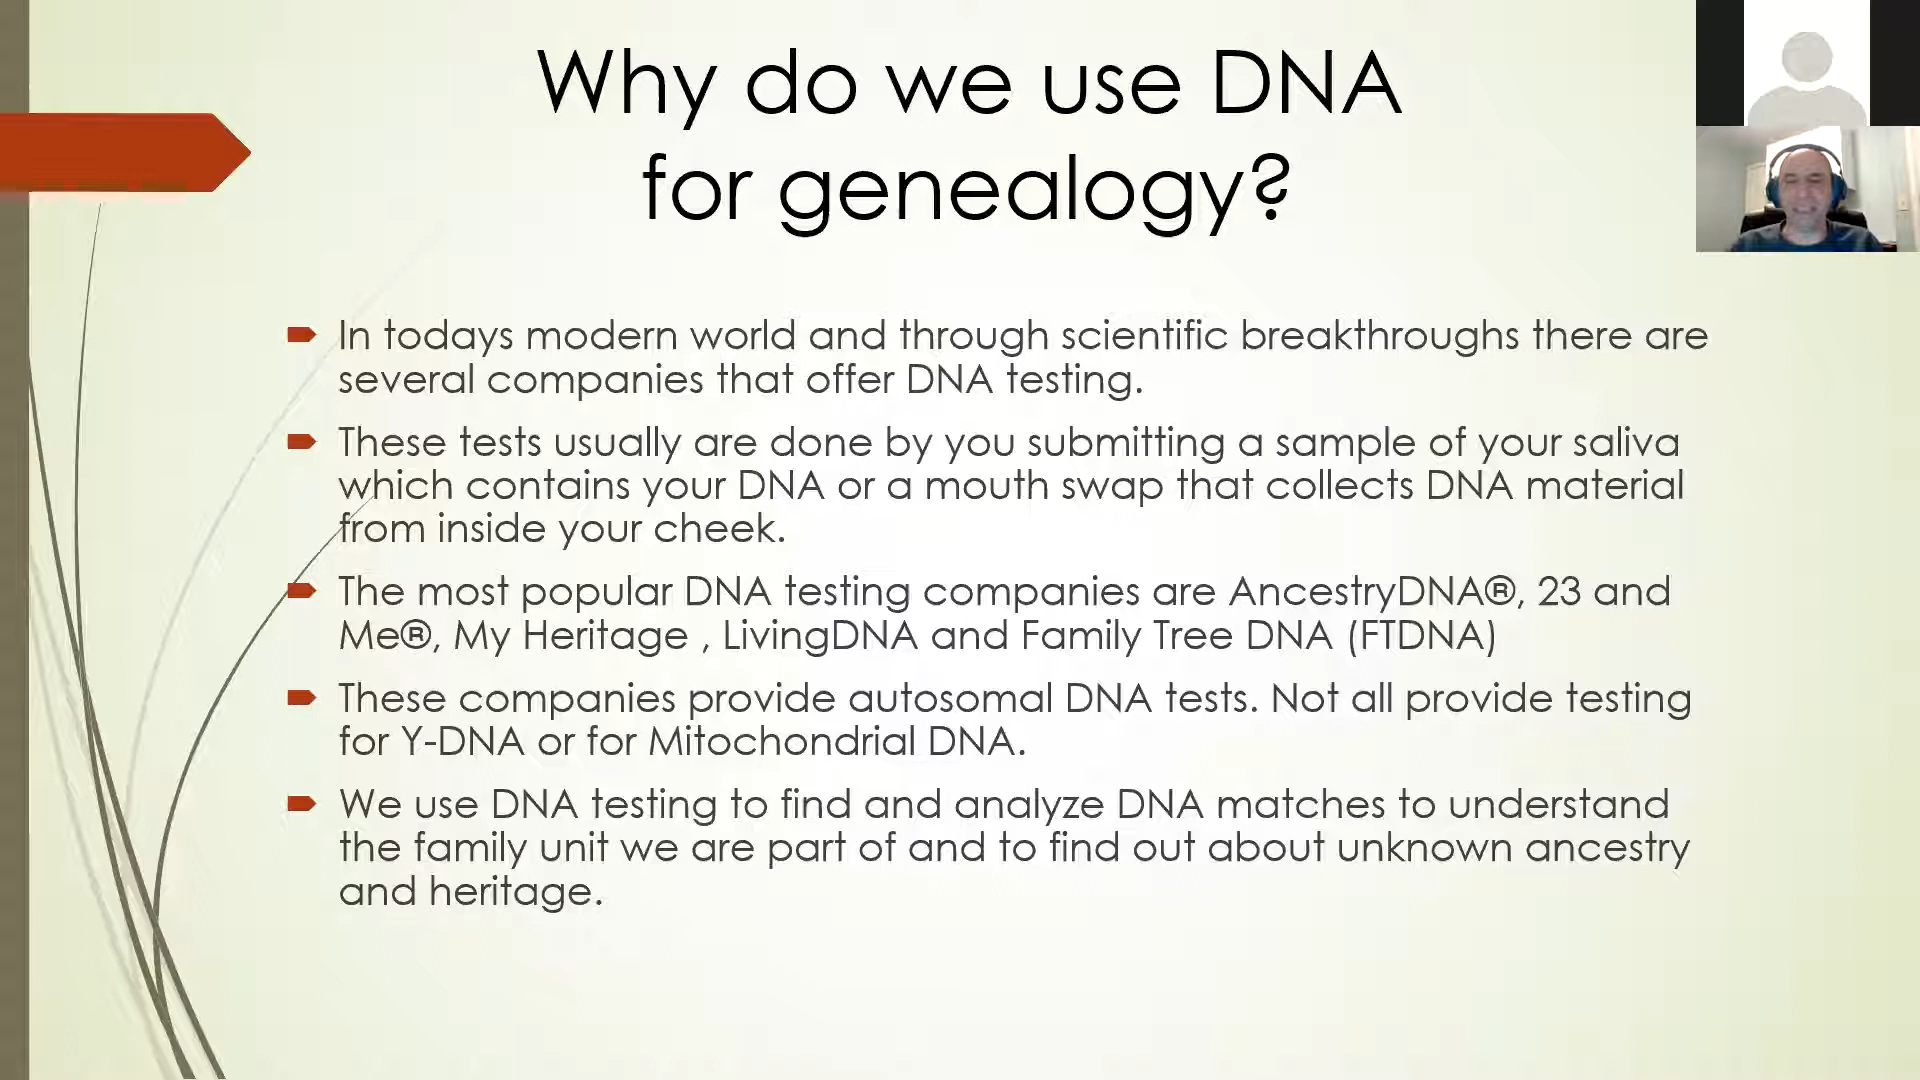 Why do we use DNA
for genealogy?
In todays modern world and through scientific breakthroughs there are
several companies that offer DNA testing.
These tests usually are done by you submitting a sample of your saliva
which contains your DNA or a mouth swap that collects DNA material
from inside your cheek.
The most popular DNA testing companies are AncestryDNA®, 23 and
Me®, My Heritage , LivingDNA and Family Tree DNA (FTDNA)
These companies provide autosomal DNA tests. Not all provide testing
for Y-DNA or for Mitochondrial DNA.
We use DNA testing to find and analyze DNA matches to understand
the family unit we are part of and to find out about unknown ancestry
and heritage.